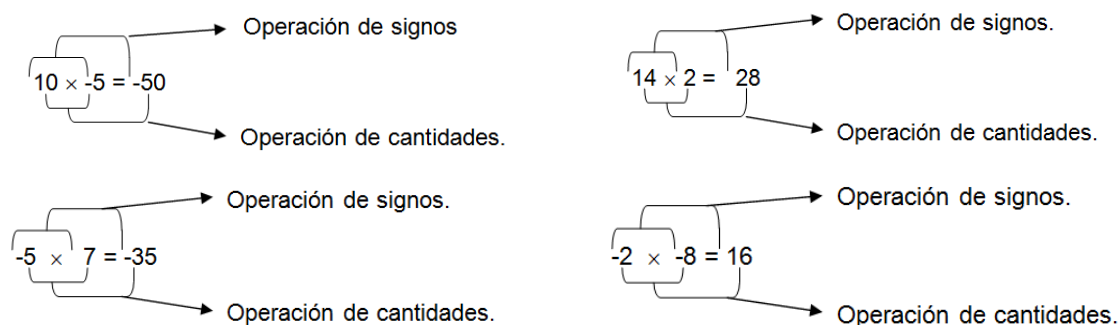 Operación de signos
10 × -5 = -50
Operación de cantidades.
Operación de signos.
14 × 2 = 28
Operación de cantidades.
Operación de signos.
-5 × 7 = -35
Operación de cantidades.
Operación de signos.
-2 × -8 = 16
Operación de cantidades.